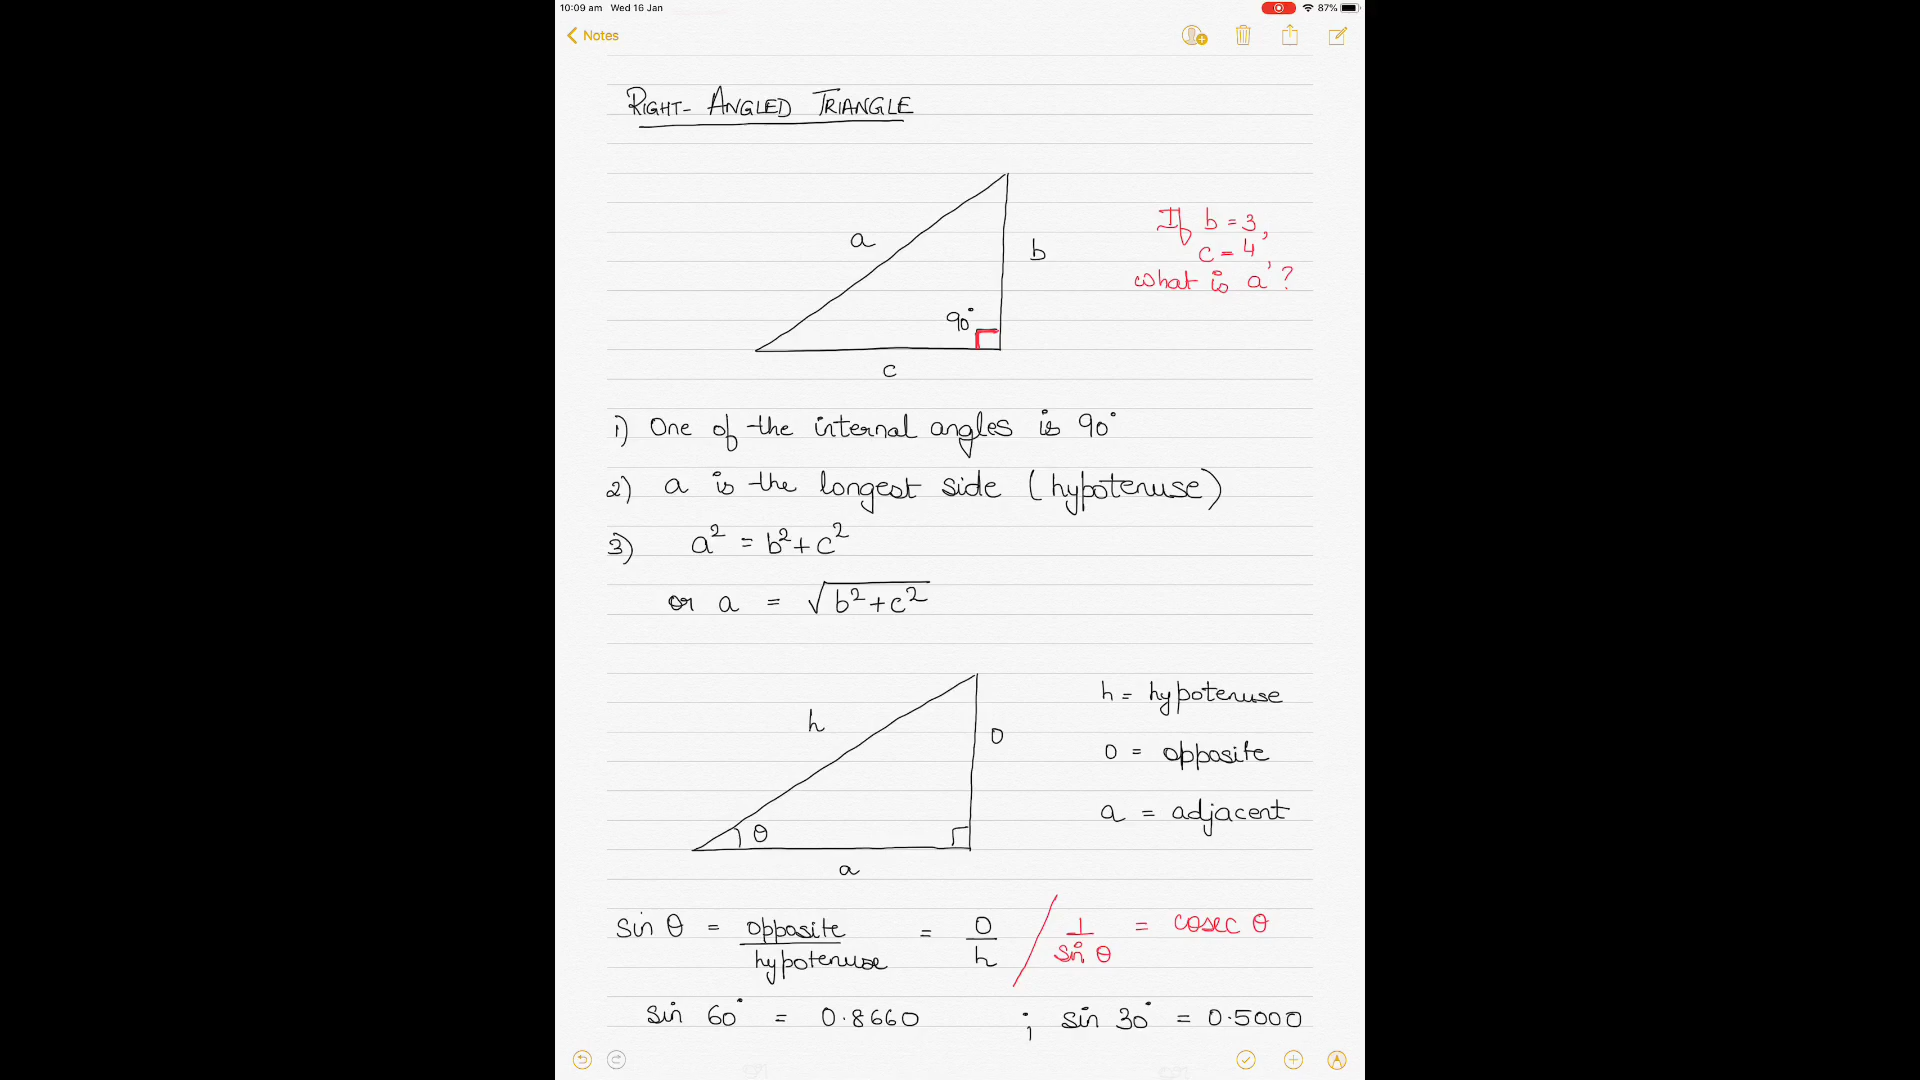 10:09 am Wed 16 Jan
87%
Notes
RIGHT- ANGLED TRIANGLE
a
b
If b = 3,
c = 4,
what is a ?
90°
c
1) One of the internal angles is 90°
2) a is the longest side (hypotenuse)
3) a² = b² + c²
or a = √b² + c²
h
o
h = hypotenuse
o = opposite
a = adjacent
θ
a
sin θ = opposite/hypotenuse = o/h / 1/sin θ = cosec θ
sin 60° = 0.8660 ; sin 30° = 0.5000